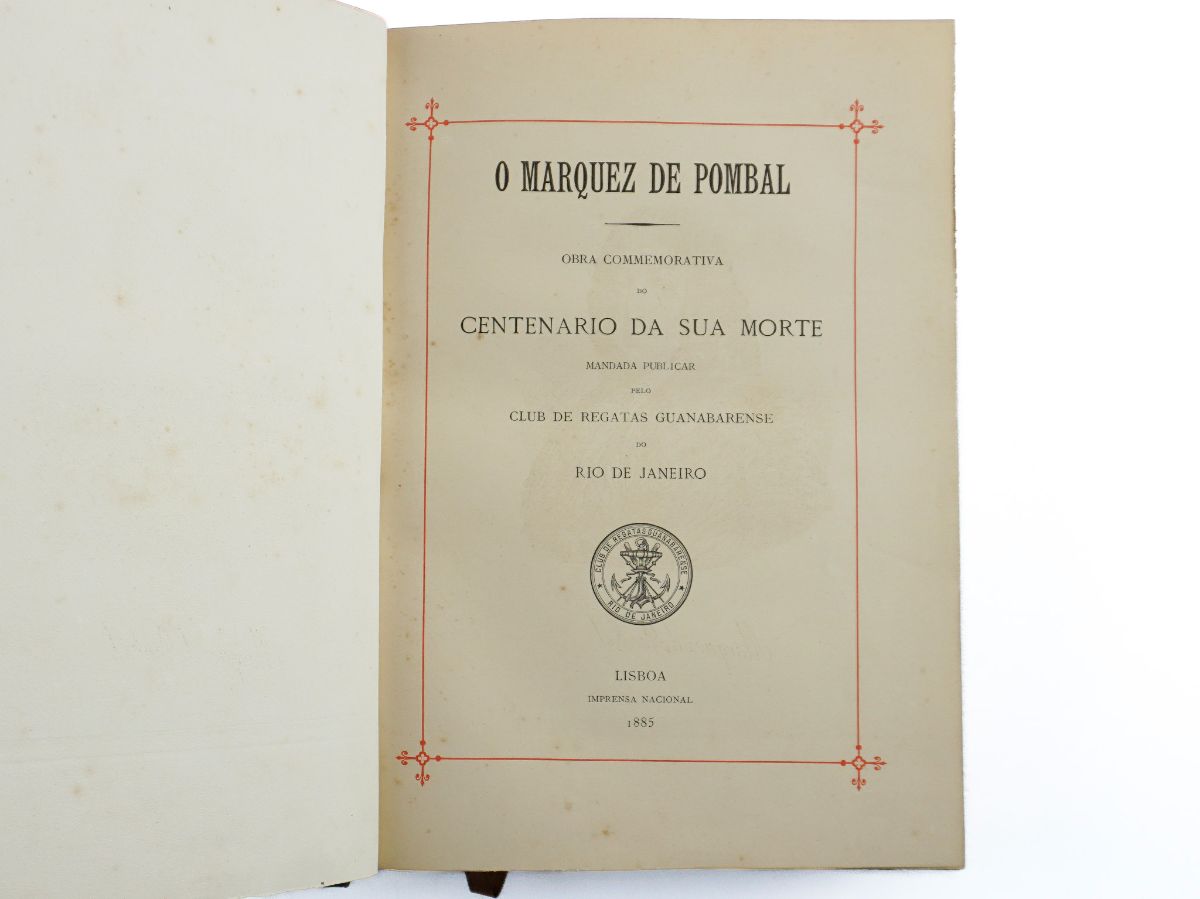 O MARQUEZ DE POMBAL
OBRA COMMEMORATIVA
DO
CENTENARIO DA SUA MORTE
MANDADA PUBLICAR
PELO
CLUB DE REGATAS GUANABARENSE
DO
RIO DE JANEIRO
CLUB DE REGATAS GUANABARENSE
RIO DE JANEIRO
LISBOA
IMPRENSA NACIONAL
1885